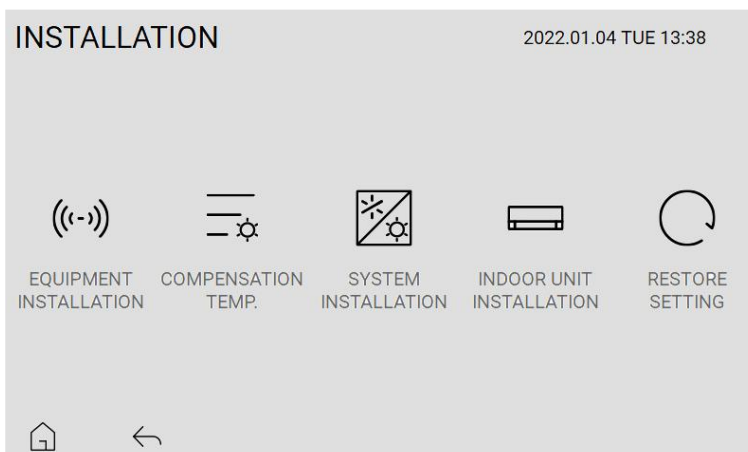 INSTALLATION
2022.01.04 TUE 13:38
EQUIPMENT
INSTALLATION
COMPENSATION
TEMP.
SYSTEM
INSTALLATION
INDOOR UNIT
INSTALLATION
RESTORE
SETTING